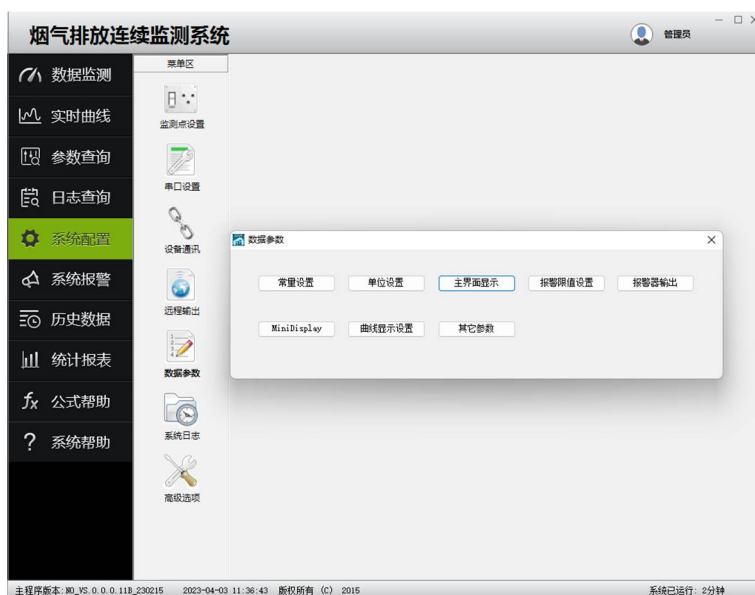 烟气排放连续监测系统
管理员
数据监测
实时曲线
参数查询
日志查询
系统配置
系统报警
历史数据
统计报表
公式帮助
系统帮助
菜单区
监测点设置
串口设置
设备通讯
远程输出
数据参数
系统日志
高级选项
数据参数
常量设置 单位设置 主界面显示 报警限值设置 报警器输出
MiniDisplay 曲线显示设置 其它参数
主程序版本:NO_VS.0.0.0.11B_230215 2023-04-03 11:36:43 版权所有 (C) 2015 系统已运行: 2分钟